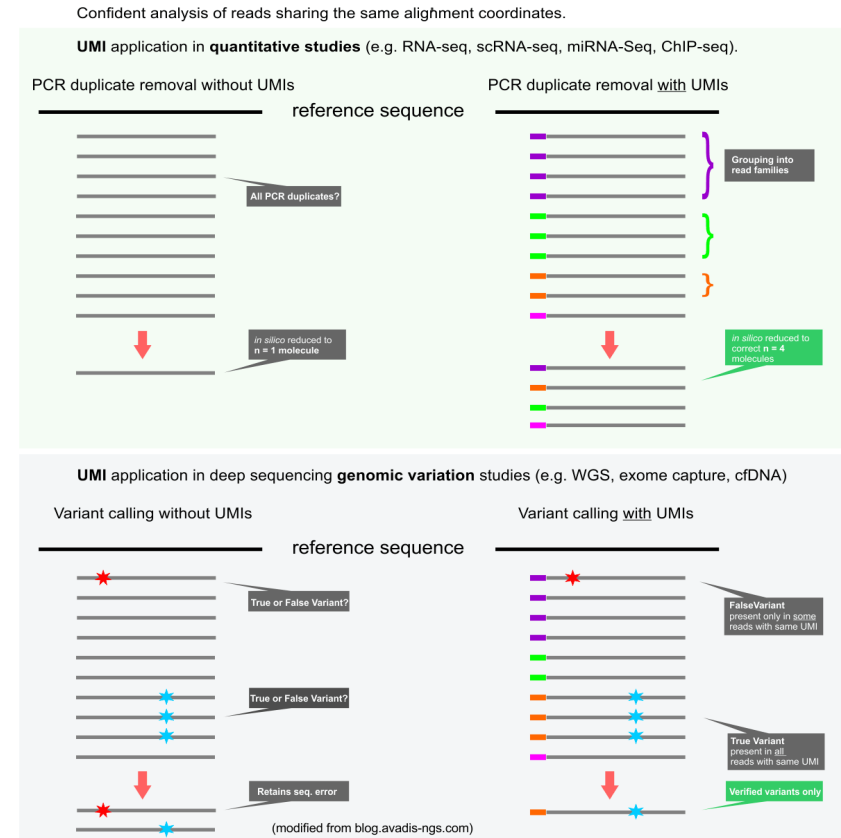 Confident analysis of reads sharing the same alighment coordinates.
UMI application in quantitative studies (e.g. RNA-seq, scRNA-seq, miRNA-Seq, ChIP-seq).
PCR duplicate removal without UMIs
PCR duplicate removal with UMIs
reference sequence
All PCR duplicates?
Grouping into
read families
in silico reduced to
n = 1 molecule
in silico reduced to
correct n = 4
molecules
UMI application in deep sequencing genomic variation studies (e.g. WGS, exome capture, cfDNA)
Variant calling without UMIs
Variant calling with UMIs
reference sequence
True or False Variant?
FalseVariant
present only in some
reads with same UMI
True or False Variant?
True Variant
present in all
reads with same UMI
Retains seq. error
Verified variants only
(modified from blog.avadis-ngs.com)